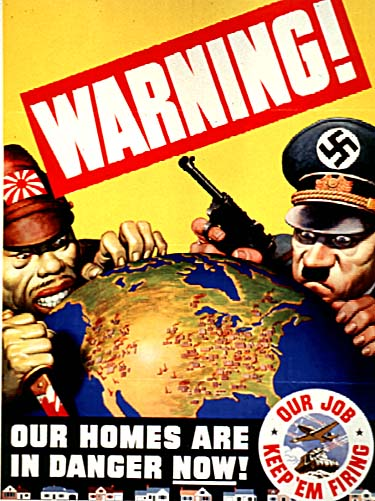 WARNING!
OUR HOMES ARE
IN DANGER NOW!
OUR JOB
KEEP 'EM FIRING